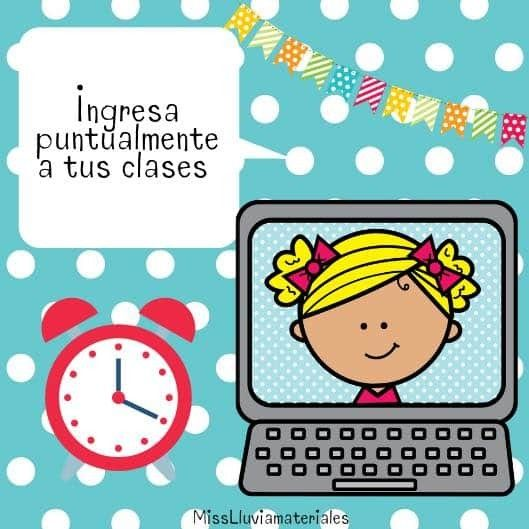 Ingresa
puntualmente
a tus clases
MissLluviamateriales